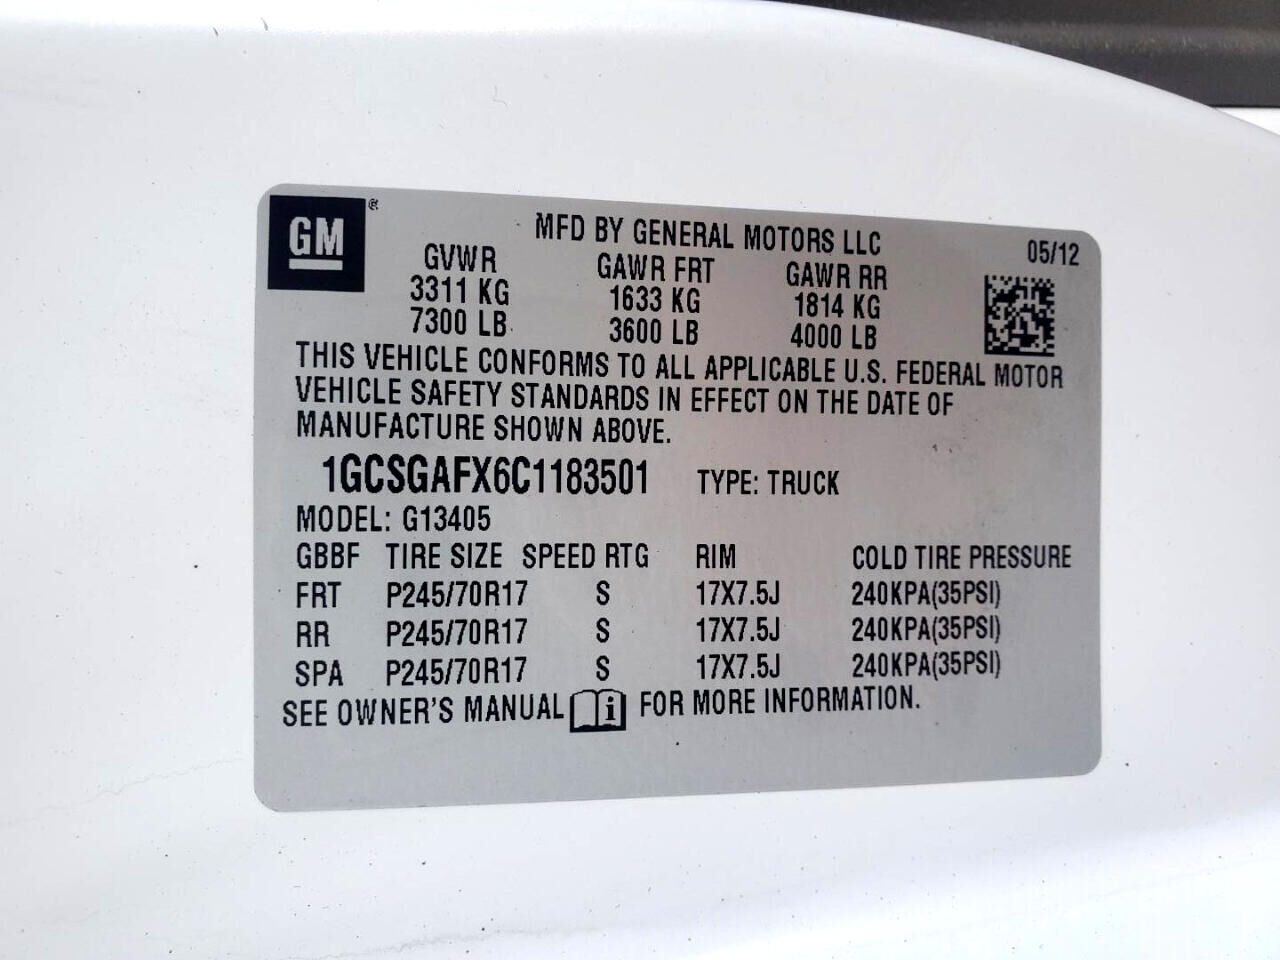 GM
MFD BY GENERAL MOTORS LLC 05/12
GVWR GAWR FRT GAWR RR
3311 KG 1633 KG 1814 KG
7300 LB 3600 LB 4000 LB
THIS VEHICLE CONFORMS TO ALL APPLICABLE U.S. FEDERAL MOTOR
VEHICLE SAFETY STANDARDS IN EFFECT ON THE DATE OF
MANUFACTURE SHOWN ABOVE.
1GCSGAFX6C1183501 TYPE: TRUCK
MODEL: G13405
GBBF TIRE SIZE SPEED RTG RIM COLD TIRE PRESSURE
FRT P245/70R17 S 17X7.5J 240KPA(35PSI)
RR P245/70R17 S 17X7.5J 240KPA(35PSI)
SPA P245/70R17 S 17X7.5J 240KPA(35PSI)
SEE OWNER'S MANUAL i FOR MORE INFORMATION.